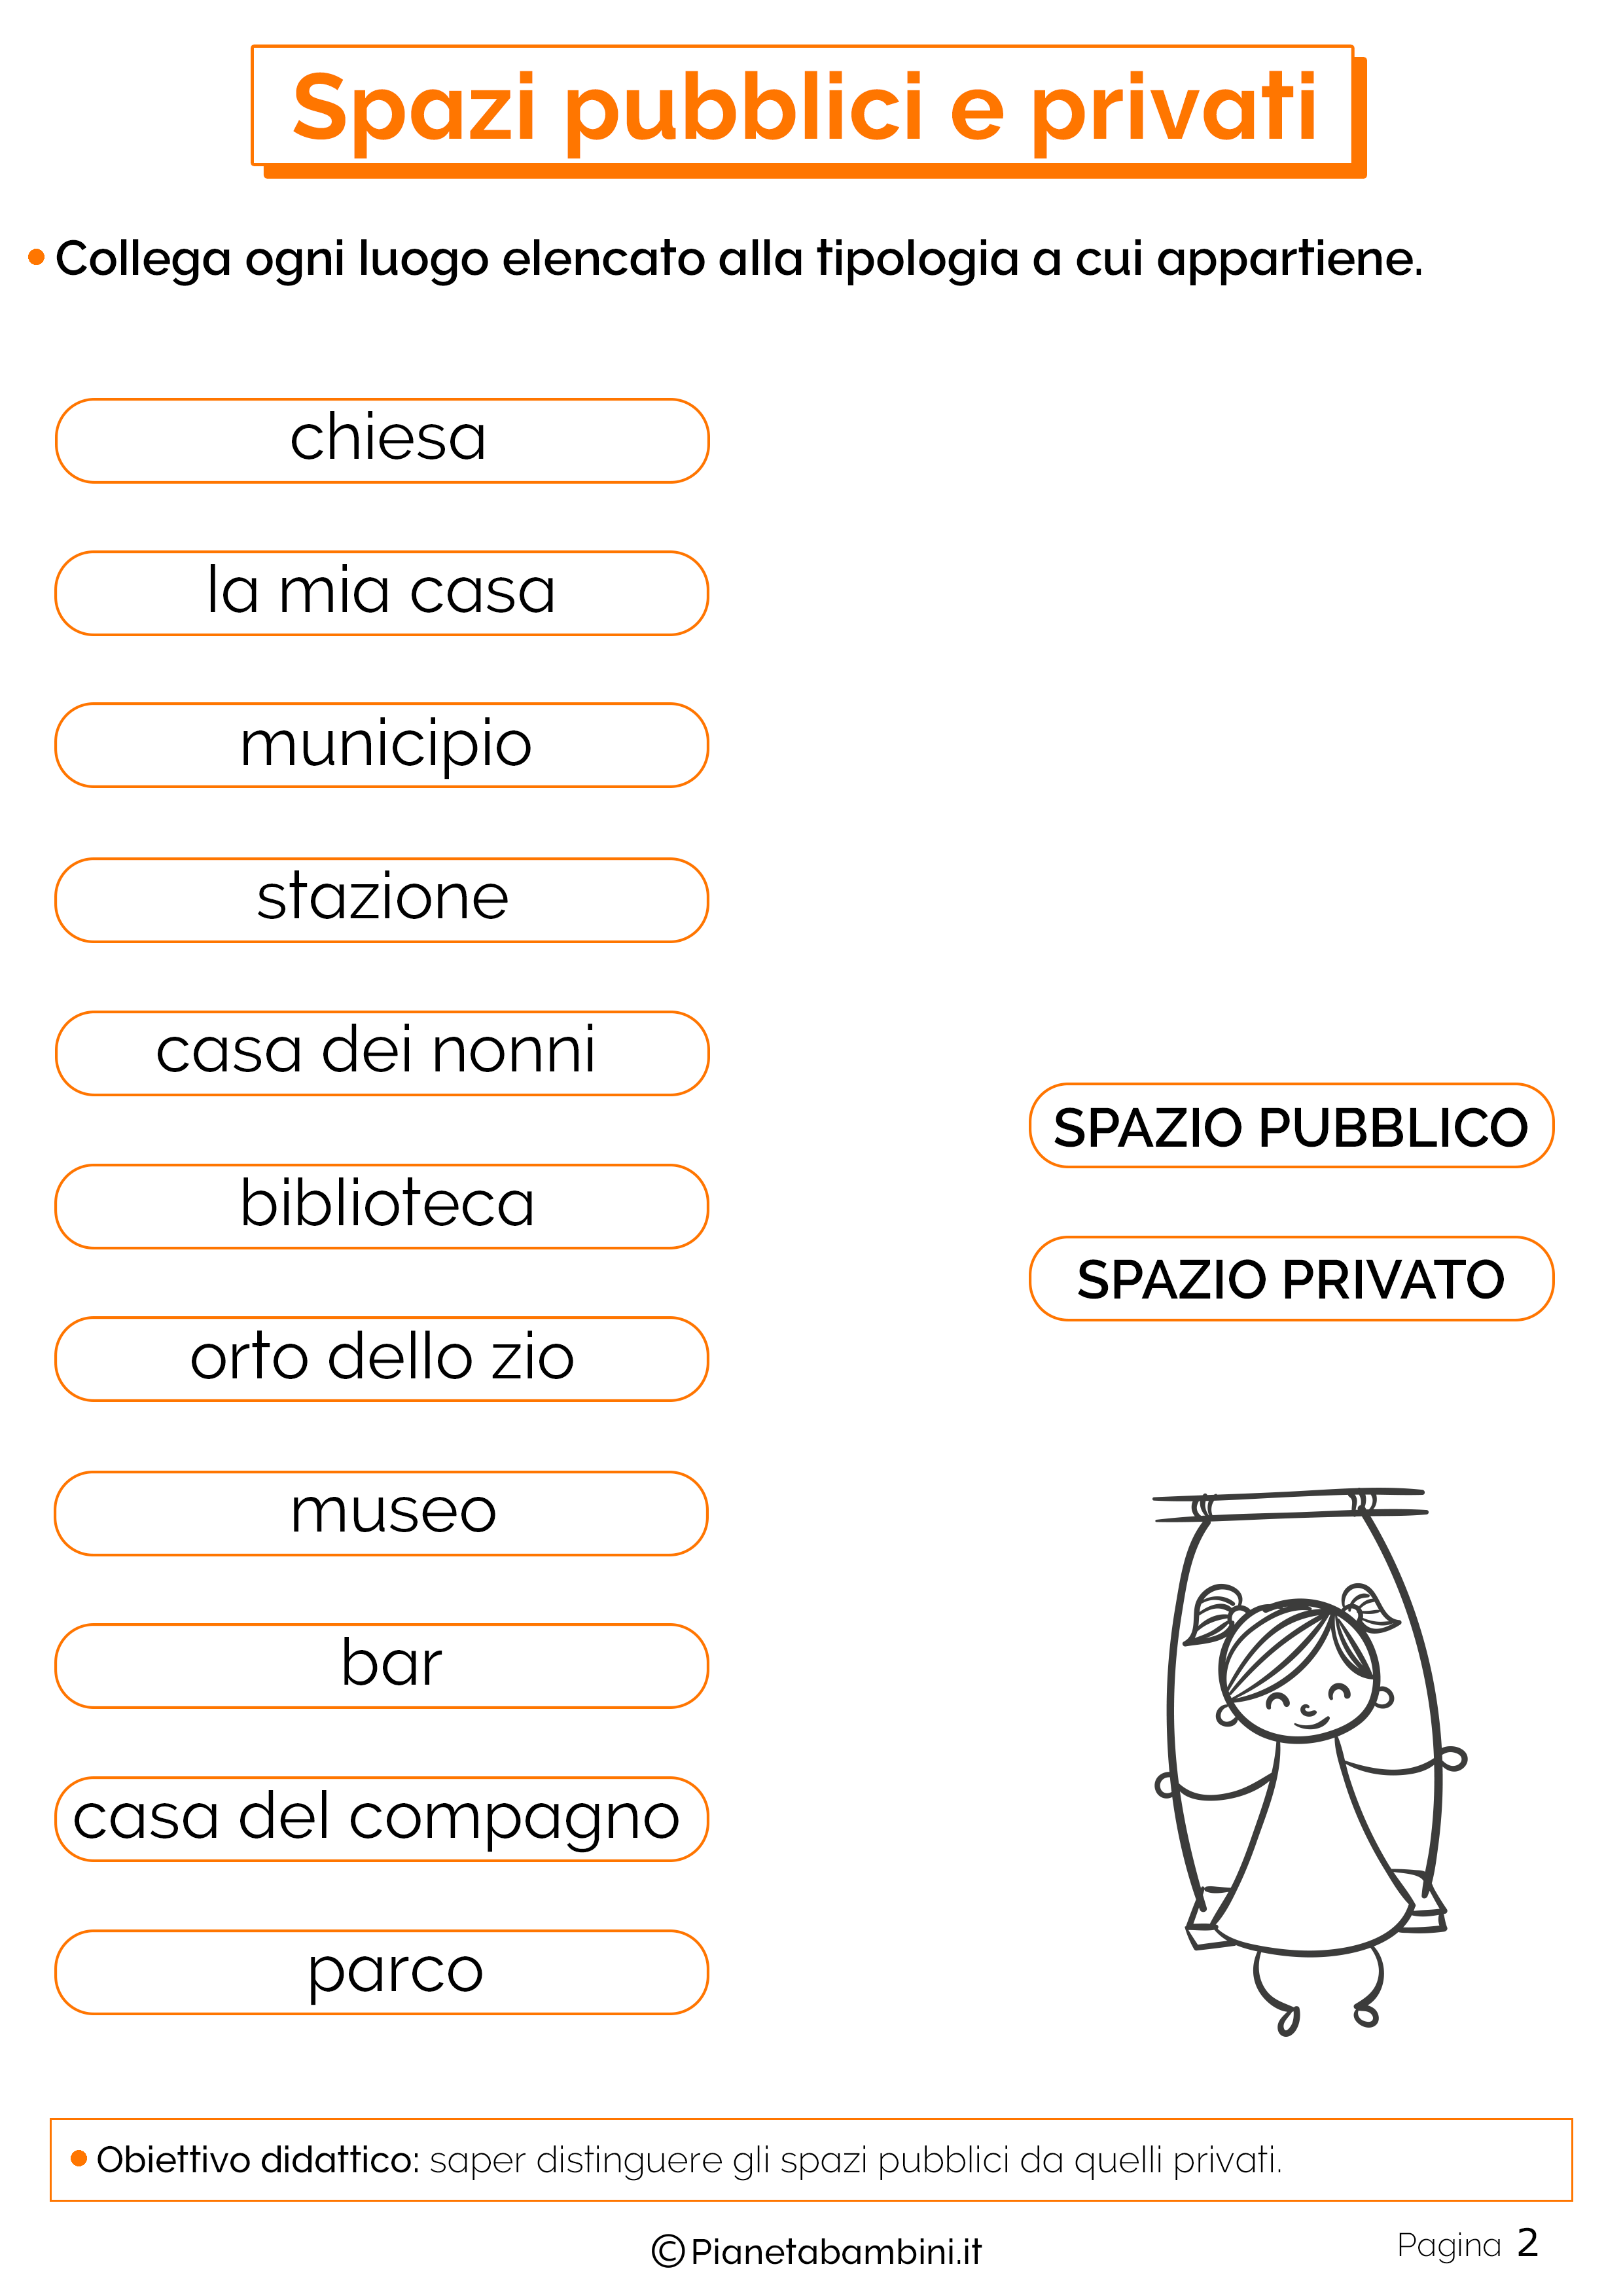 Spazi pubblici e privati
• Collega ogni luogo elencato alla tipologia a cui appartiene.
chiesa
la mia casa
municipio
stazione
casa dei nonni
biblioteca
orto dello zio
museo
bar
casa del compagno
parco
SPAZIO PUBBLICO
SPAZIO PRIVATO
• Obiettivo didattico: saper distinguere gli spazi pubblici da quelli privati.
©Pianetabambini.it
Pagina 2